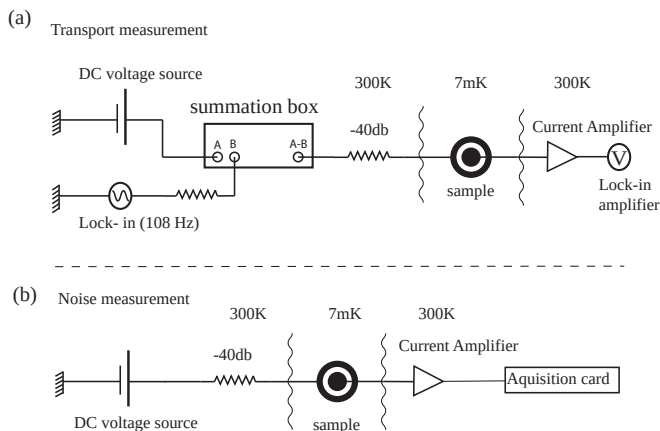 (a)
Transport measurement
DC voltage source
300K
7mK
300K
summation box
-40db
Current Amplifier
A
B
A-B
V
sample
Lock-in
amplifier
Lock- in (108 Hz)
(b)
Noise measurement
300K
7mK
300K
-40db
Current Amplifier
Aquisition card
DC voltage source
sample